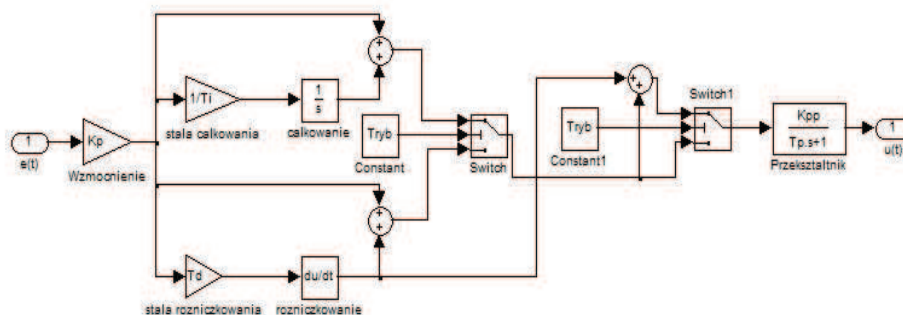 1
e(t)
Kp
Wzmocnienie
1/Ti
stala calkowania
1
s
calkowanie
Tryb
Constant
Switch
Td
stala rozniczkowania
du/dt
rozniczkowanie
Tryb
Constant1
Switch1
Kpp
Tp.s+1
Przeksztaltnik
1
u(t)